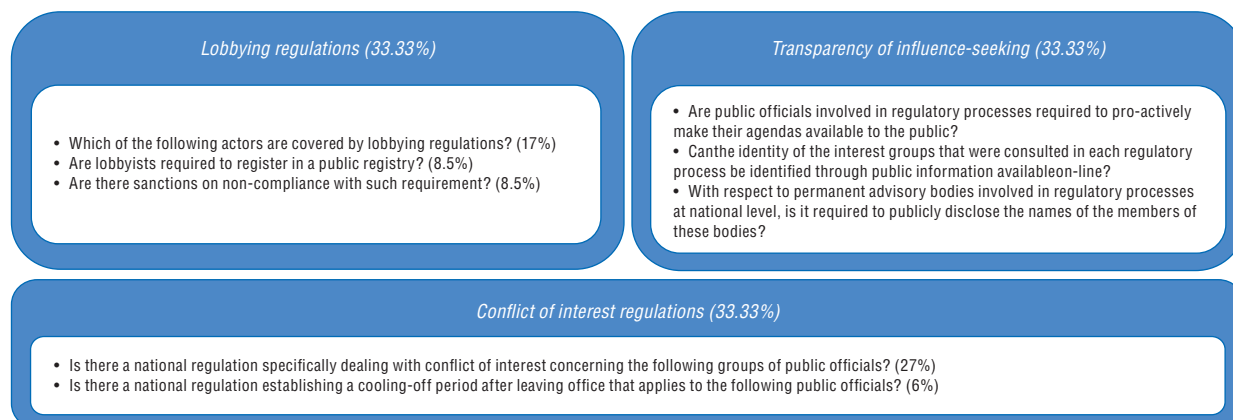 Lobbying regulations (33.33%)
• Which of the following actors are covered by lobbying regulations? (17%)
• Are lobbyists required to register in a public registry? (8.5%)
• Are there sanctions on non-compliance with such requirement? (8.5%)
Transparency of influence-seeking (33.33%)
• Are public officials involved in regulatory processes required to pro-actively
make their agendas available to the public?
• Canthe identity of the interest groups that were consulted in each regulatory
process be identified through public information availableon-line?
• With respect to permanent advisory bodies involved in regulatory processes
at national level, is it required to publicly disclose the names of the members of
these bodies?
Conflict of interest regulations (33.33%)
• Is there a national regulation specifically dealing with conflict of interest concerning the following groups of public officials? (27%)
• Is there a national regulation establishing a cooling-off period after leaving office that applies to the following public officials? (6%)